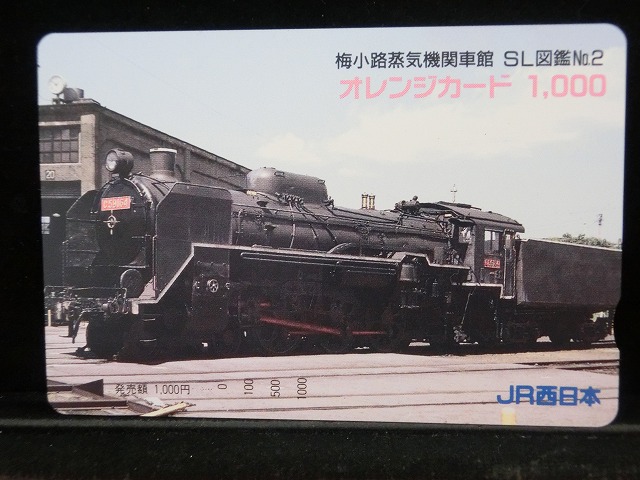 梅小路蒸気機関車館 SL図鑑№2
オレンジカード 1,000
20
C59164
発売額 1,000円 0 100 500 1000
JR西日本